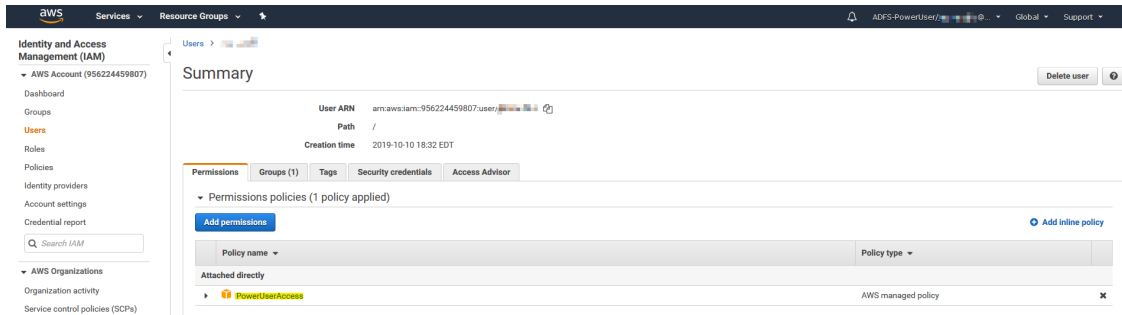 aws Services Resource Groups ADFS-PowerUser/ @... Global Support
Identity and Access Management (IAM)
AWS Account (956224459807)
Dashboard
Groups
Users
Roles
Policies
Identity providers
Account settings
Credential report
Search IAM
AWS Organizations
Organization activity
Service control policies (SCPs)
Users >
Summary
Delete user
User ARN arn:aws:iam::956224459807:user/
Path /
Creation time 2019-10-10 18:32 EDT
Permissions Groups (1) Tags Security credentials Access Advisor
Permissions policies (1 policy applied)
Add permissions Add inline policy
Policy name Policy type
Attached directly
PowerUserAccess AWS managed policy